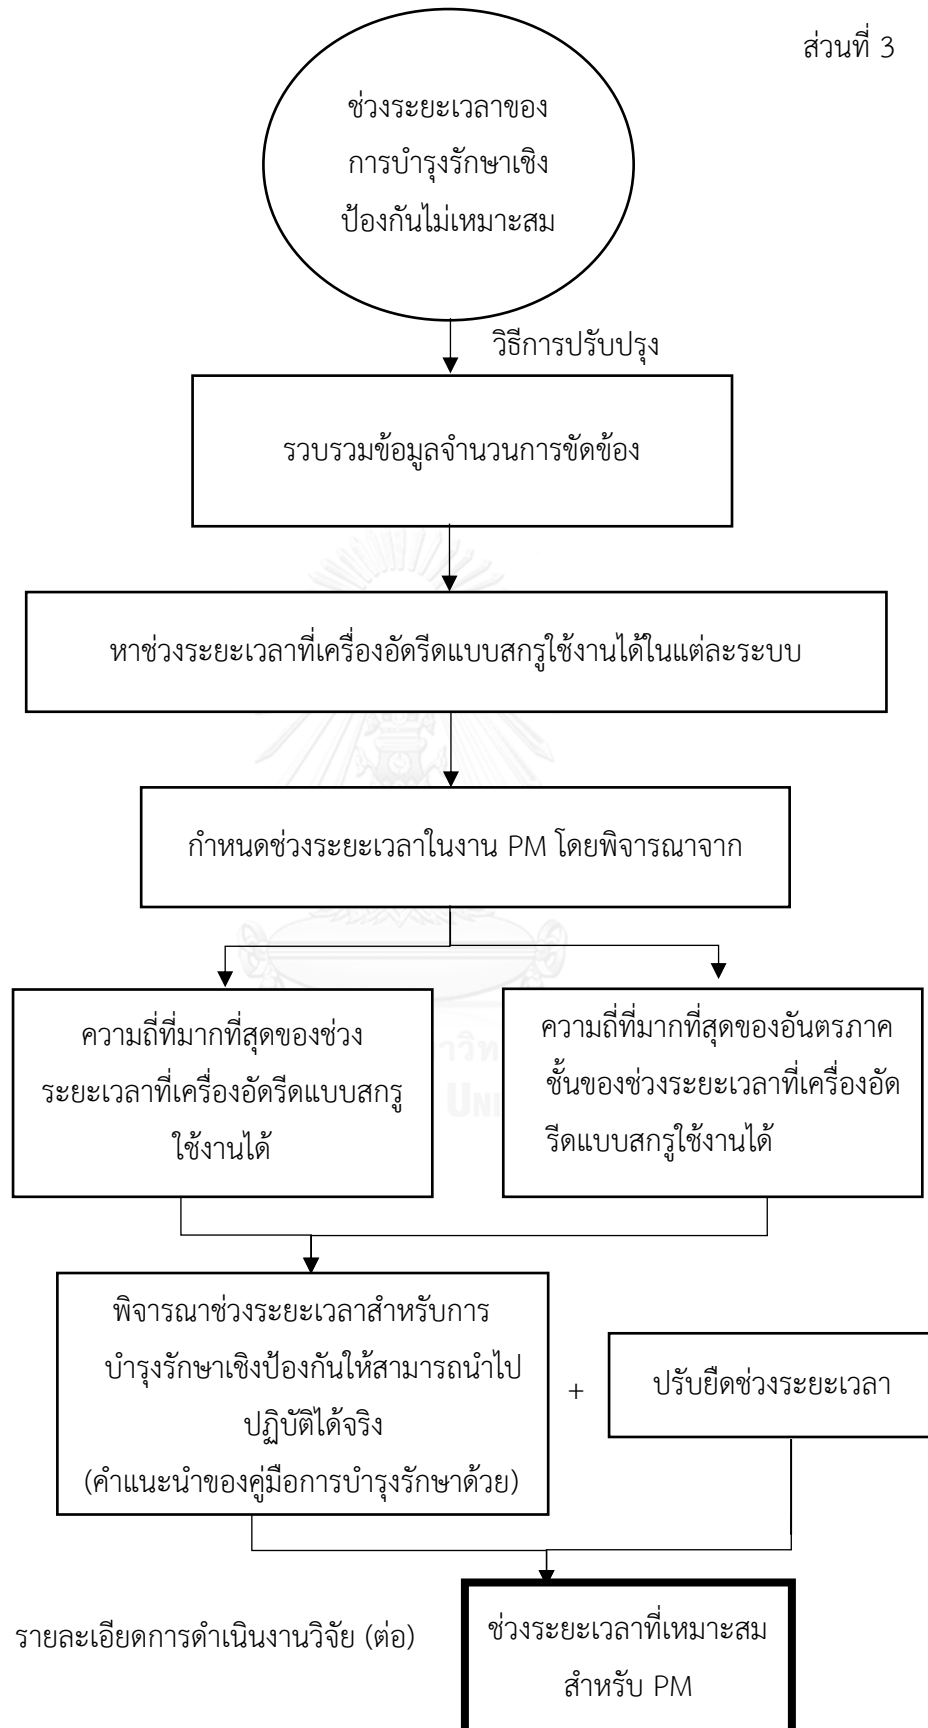 ส่วนที่ 3
ช่วงระยะเวลาของ
การบำรุงรักษาเชิง
ป้องกันไม่เหมาะสม
วิธีการปรับปรุง
รวบรวมข้อมูลจำนวนการขัดข้อง
หาช่วงระยะเวลาที่เครื่องอัดรีดแบบสกรูใช้งานได้ในแต่ละระบบ
กำหนดช่วงระยะเวลาในงาน PM โดยพิจารณาจาก
ความถี่ที่มากที่สุดของช่วง
ระยะเวลาที่เครื่องอัดรีดแบบสกรู
ใช้งานได้
ความถี่ที่มากที่สุดของอันตรภาค
ชั้นของช่วงระยะเวลาที่เครื่องอัด
รีดแบบสกรูใช้งานได้
พิจารณาช่วงระยะเวลาสำหรับการ
บำรุงรักษาเชิงป้องกันให้สามารถนำไป
ปฏิบัติได้จริง
(คำแนะนำของคู่มือการบำรุงรักษาด้วย)
+
ปรับยืดช่วงระยะเวลา
รายละเอียดการดำเนินงานวิจัย (ต่อ)
ช่วงระยะเวลาที่เหมาะสม
สำหรับ PM